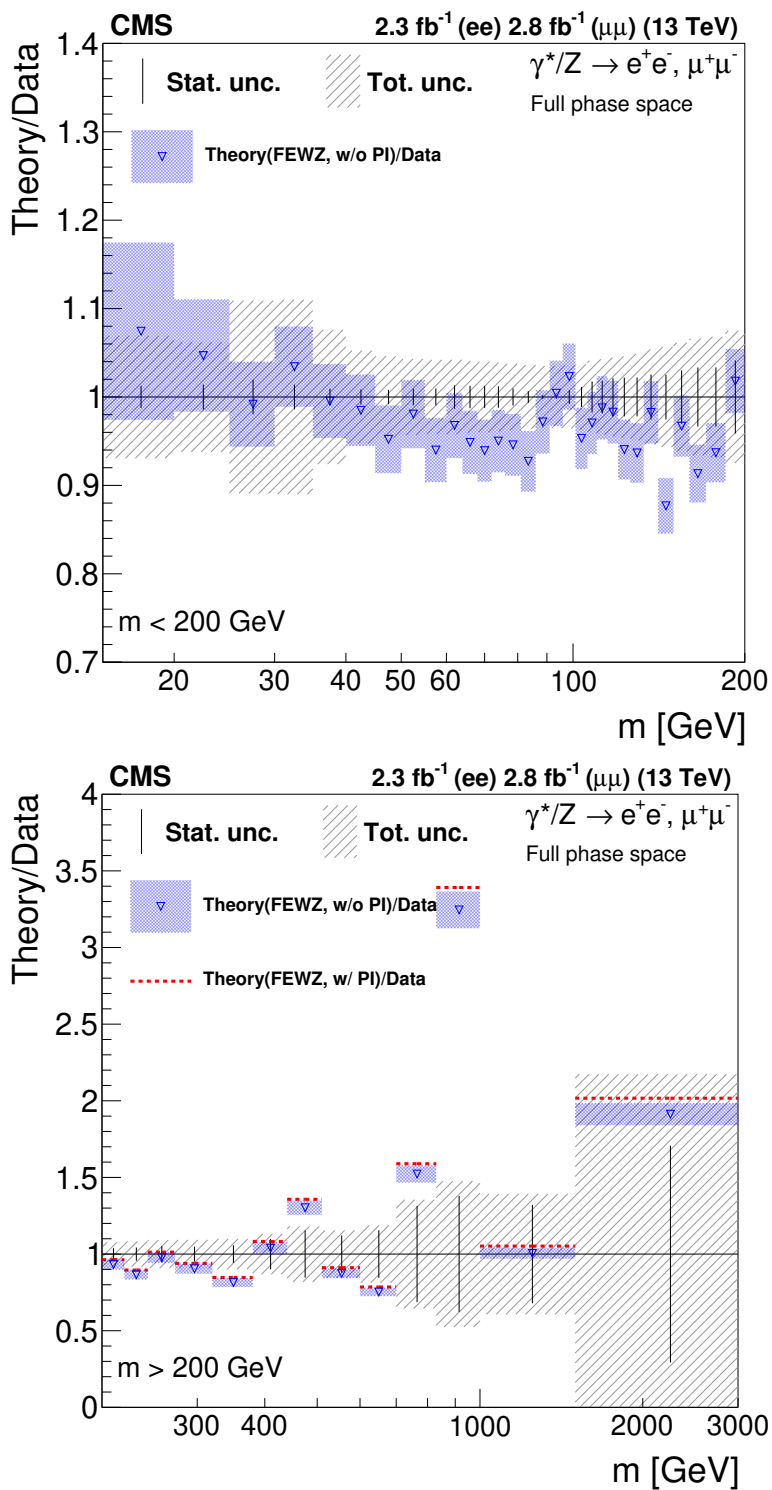 CMS 2.3 fb⁻¹ (ee) 2.8 fb⁻¹ (μμ) (13 TeV)
Theory/Data
1.4
1.3
1.2
1.1
1
0.9
0.8
0.7
Stat. unc. Tot. unc. γ*/Z → e⁺e⁻, μ⁺μ⁻
Full phase space
Theory(FEWZ, w/o PI)/Data
m < 200 GeV
20 30 40 50 60 100 200
m [GeV]
CMS 2.3 fb⁻¹ (ee) 2.8 fb⁻¹ (μμ) (13 TeV)
Theory/Data
4
3.5
3
2.5
2
1.5
1
0.5
0
Stat. unc. Tot. unc. γ*/Z → e⁺e⁻, μ⁺μ⁻
Full phase space
Theory(FEWZ, w/o PI)/Data
Theory(FEWZ, w/ PI)/Data
m > 200 GeV
300 400 1000 2000 3000
m [GeV]